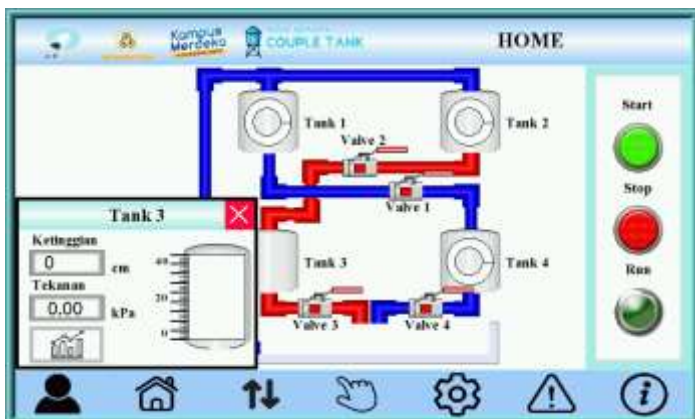 Kampus
Merdeka
COUPLE TANK
HOME
Tank 1
Tank 2
Valve 2
Valve 1
Tank 3
Ketinggian
0 cm
Tekanan
0.00 kPa
40
20
0
Tank 3
Tank 4
Valve 3
Valve 4
Start
Stop
Run